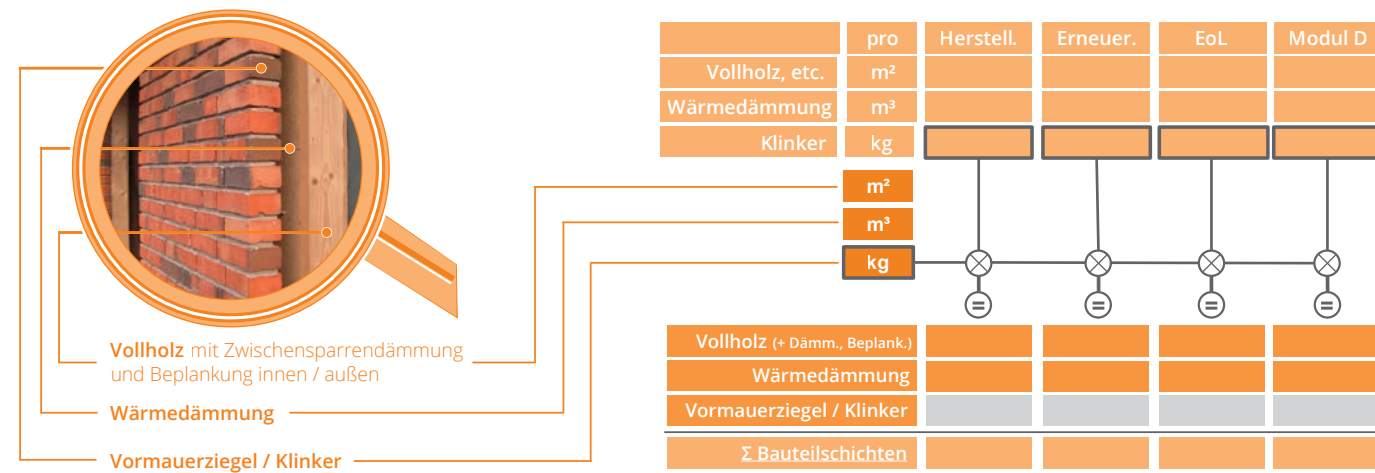 pro Herstell. Erneuer. EoL Modul D
Vollholz, etc. m²
Wärmedämmung m³
Klinker kg
m²
m³
kg
Vollholz mit Zwischensparrendämmung
und Beplankung innen / außen
Wärmedämmung
Vormauerziegel / Klinker
Vollholz (+ Dämm., Beplank.)
Wärmedämmung
Vormauerziegel / Klinker
Σ Bauteilschichten